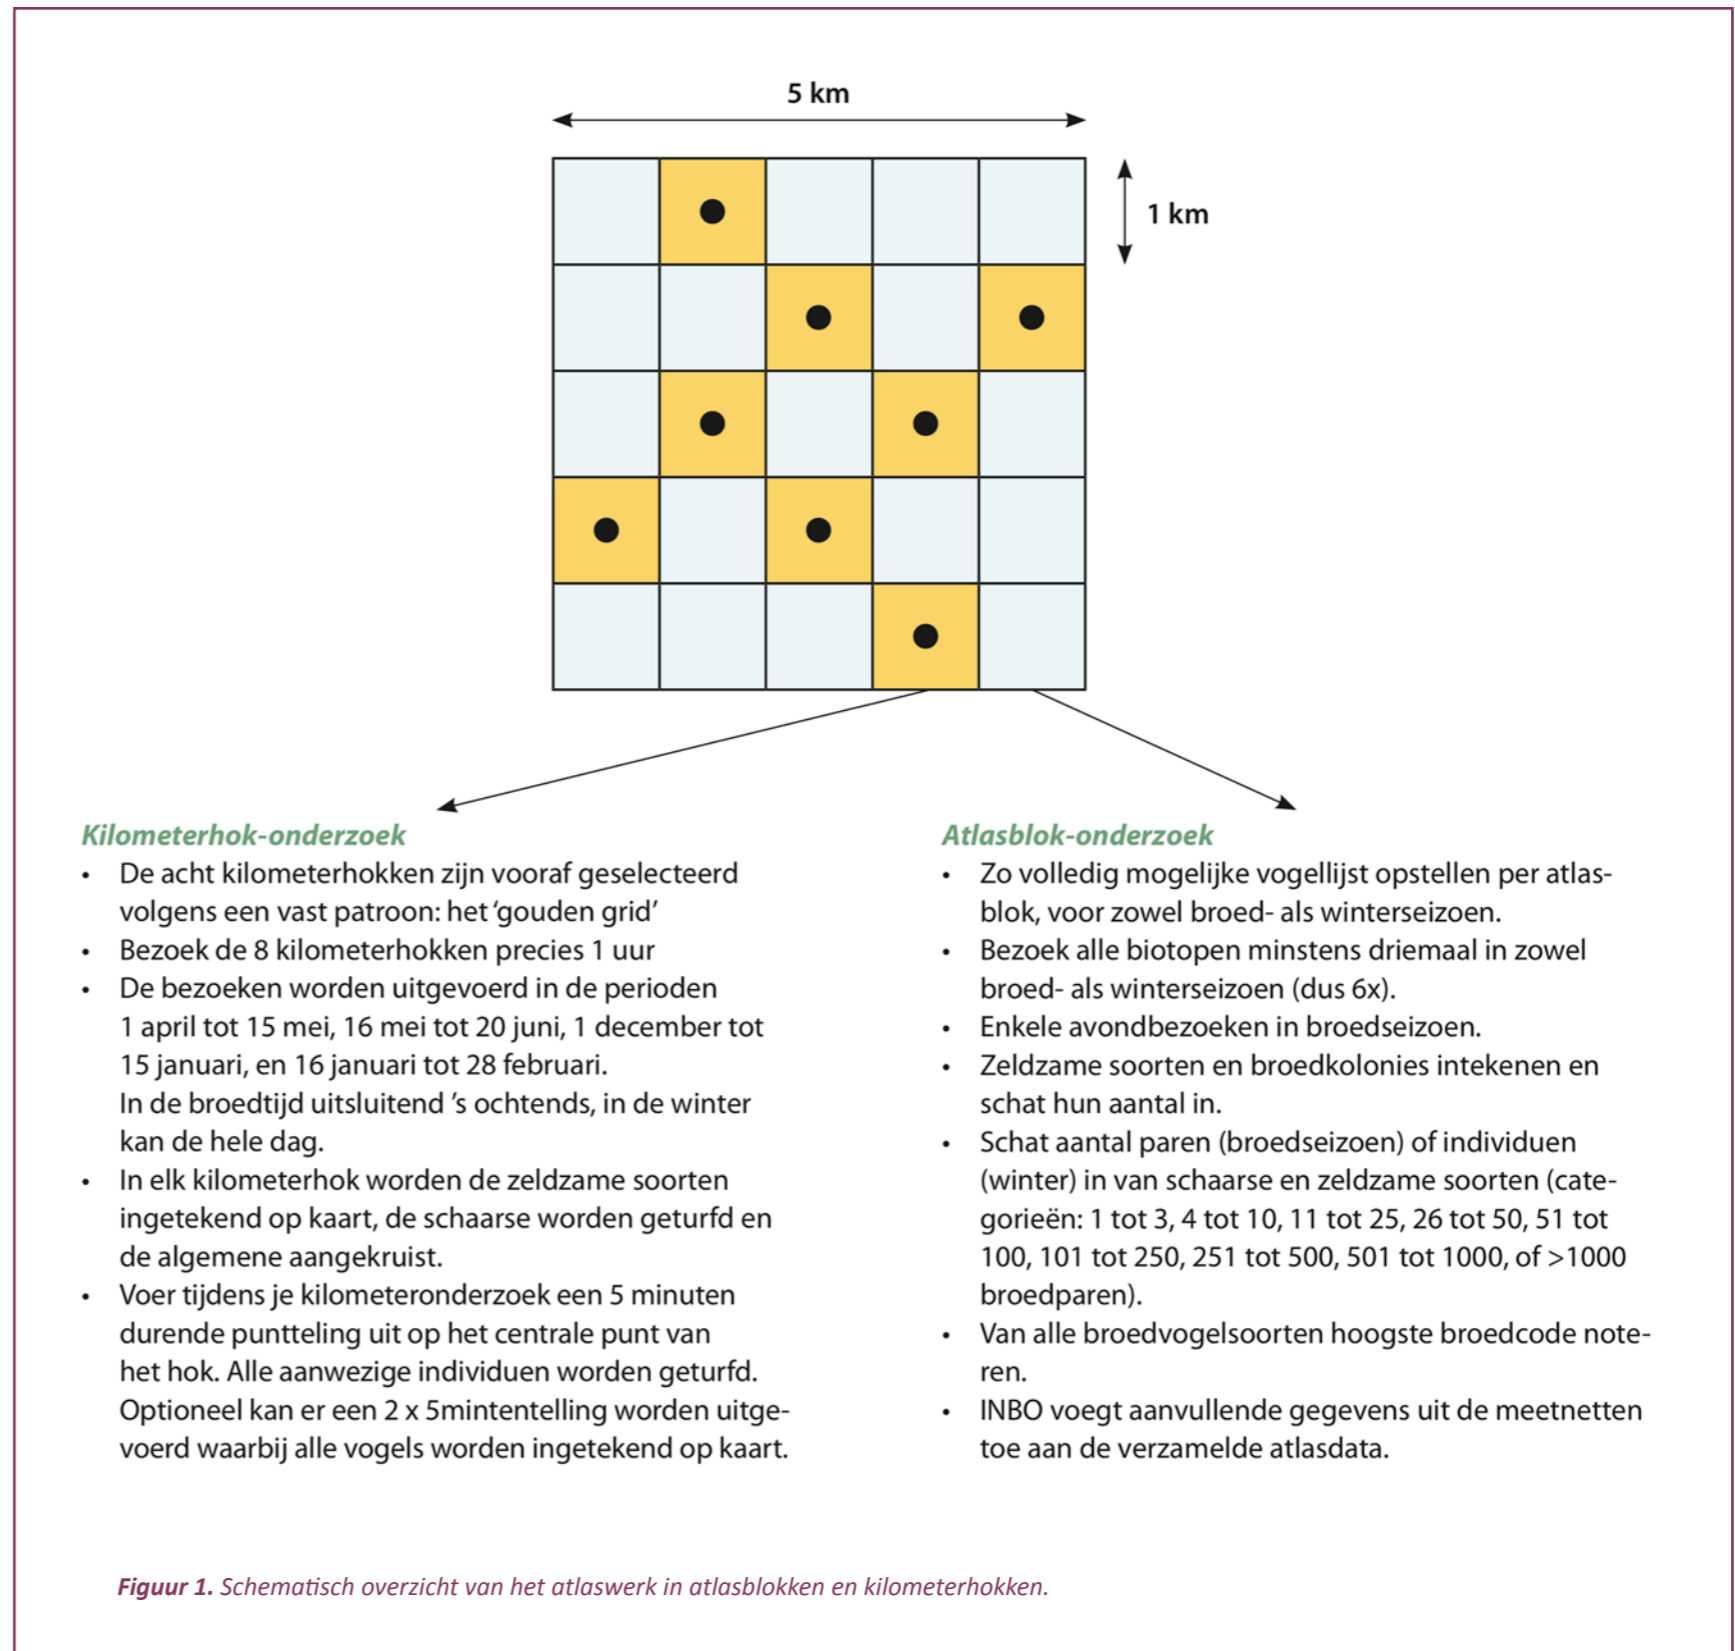 5 km
1 km
Kilometerhok-onderzoek
• De acht kilometerhokken zijn vooraf geselecteerd
volgens een vast patroon: het ‘gouden grid’
• Bezoek de 8 kilometerhokken precies 1 uur
• De bezoeken worden uitgevoerd in de perioden
1 april tot 15 mei, 16 mei tot 20 juni, 1 december tot
15 januari, en 16 januari tot 28 februari.
In de broedtijd uitsluitend ’s ochtends, in de winter
kan de hele dag.
• In elk kilometerhok worden de zeldzame soorten
ingetekend op kaart, de schaarse worden geturfd en
de algemene aangekruist.
• Voer tijdens je kilometeronderzoek een 5 minuten
durende puntteling uit op het centrale punt van
het hok. Alle aanwezige individuen worden geturfd.
Optioneel kan er een 2 x 5mintentelling worden uitge-
voerd waarbij alle vogels worden ingetekend op kaart.
Atlasblok-onderzoek
• Zo volledig mogelijke vogellijst opstellen per atlas-
blok, voor zowel broed- als winterseizoen.
• Bezoek alle biotopen minstens driemaal in zowel
broed- als winterseizoen (dus 6x).
• Enkele avondbezoeken in broedseizoen.
• Zeldzame soorten en broedkolonies intekenen en
schat hun aantal in.
• Schat aantal paren (broedseizoen) of individuen
(winter) in van schaarse en zeldzame soorten (cate-
gorieën: 1 tot 3, 4 tot 10, 11 tot 25, 26 tot 50, 51 tot
100, 101 tot 250, 251 tot 500, 501 tot 1000, of >1000
broedparen).
• Van alle broedvogelsoorten hoogste broedcode note-
ren.
• INBO voegt aanvullende gegevens uit de meetnetten
toe aan de verzamelde atlasdata.
Figuur 1. Schematisch overzicht van het atlaswerk in atlasblokken en kilometerhokken.